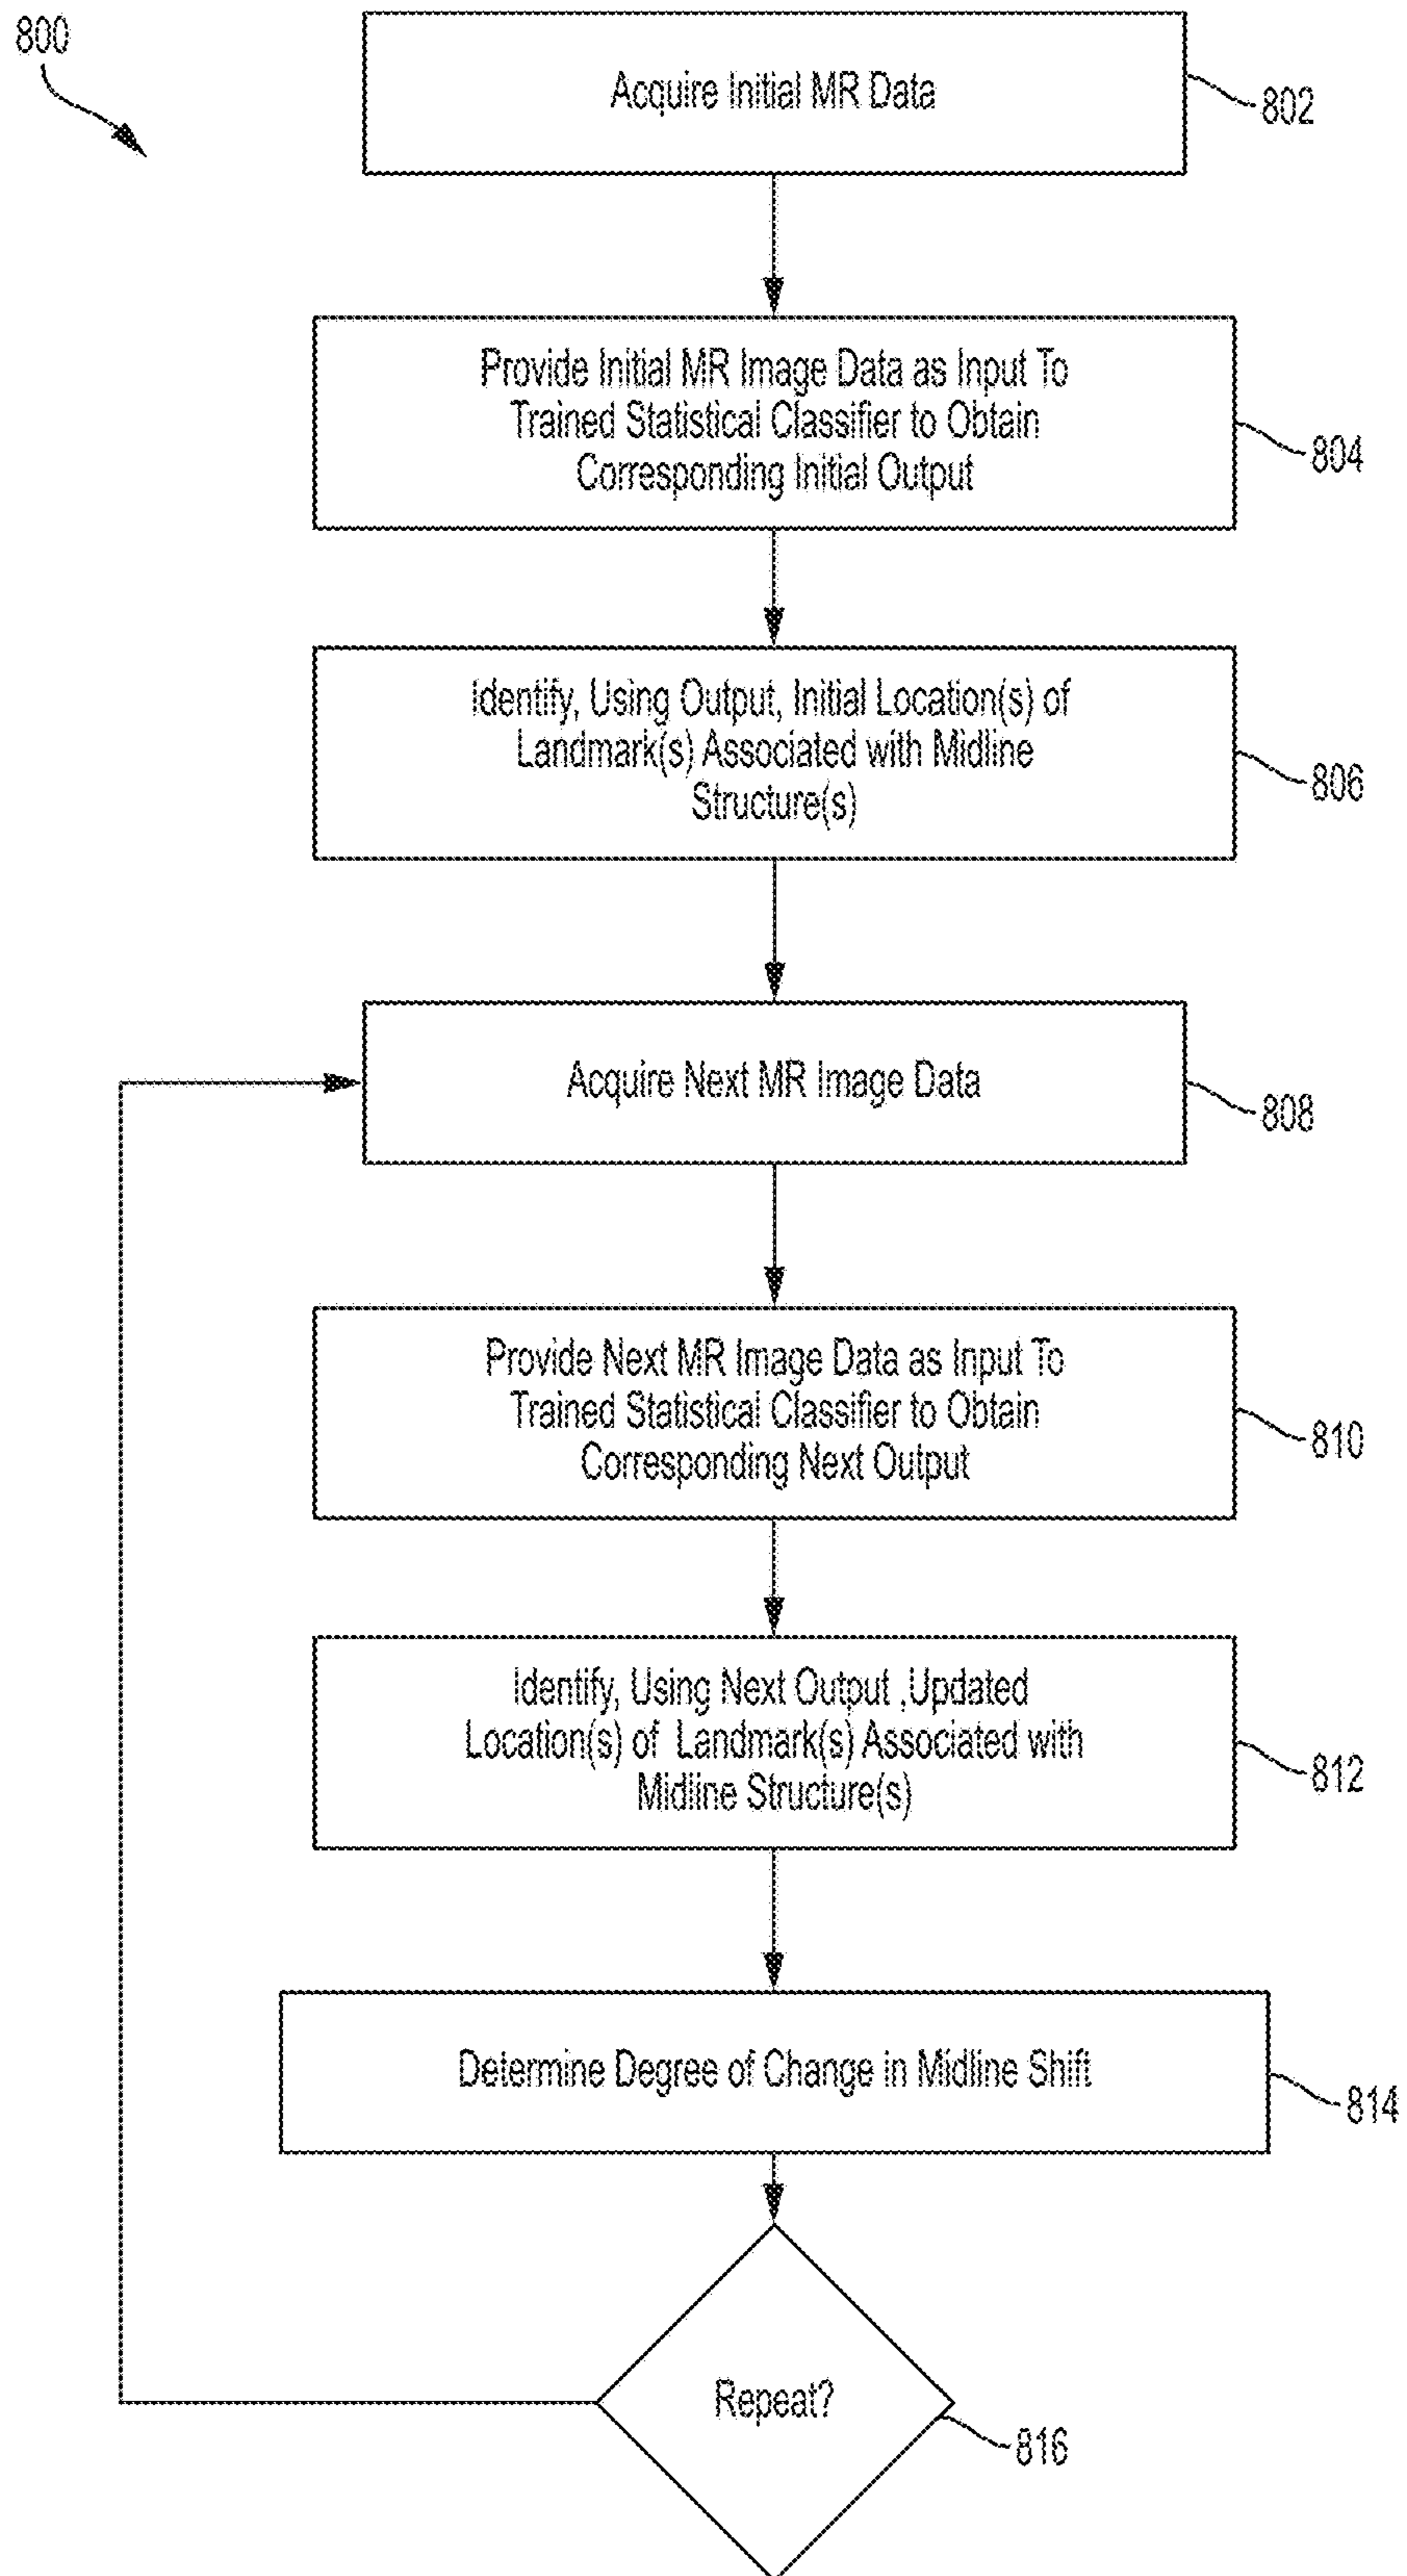 800
Acquire Initial MR Data
802
Provide Initial MR Image Data as Input To
Trained Statistical Classifier to Obtain
Corresponding Initial Output
804
Identify, Using Output, Initial Location(s) of
Landmark(s) Associated with Midline
Structure(s)
806
Acquire Next MR Image Data
808
Provide Next MR Image Data as Input To
Trained Statistical Classifier to Obtain
Corresponding Next Output
810
Identify, Using Next Output ,Updated
Location(s) of Landmark(s) Associated with
Midline Structure(s)
812
Determine Degree of Change in Midline Shift
814
Repeat?
816